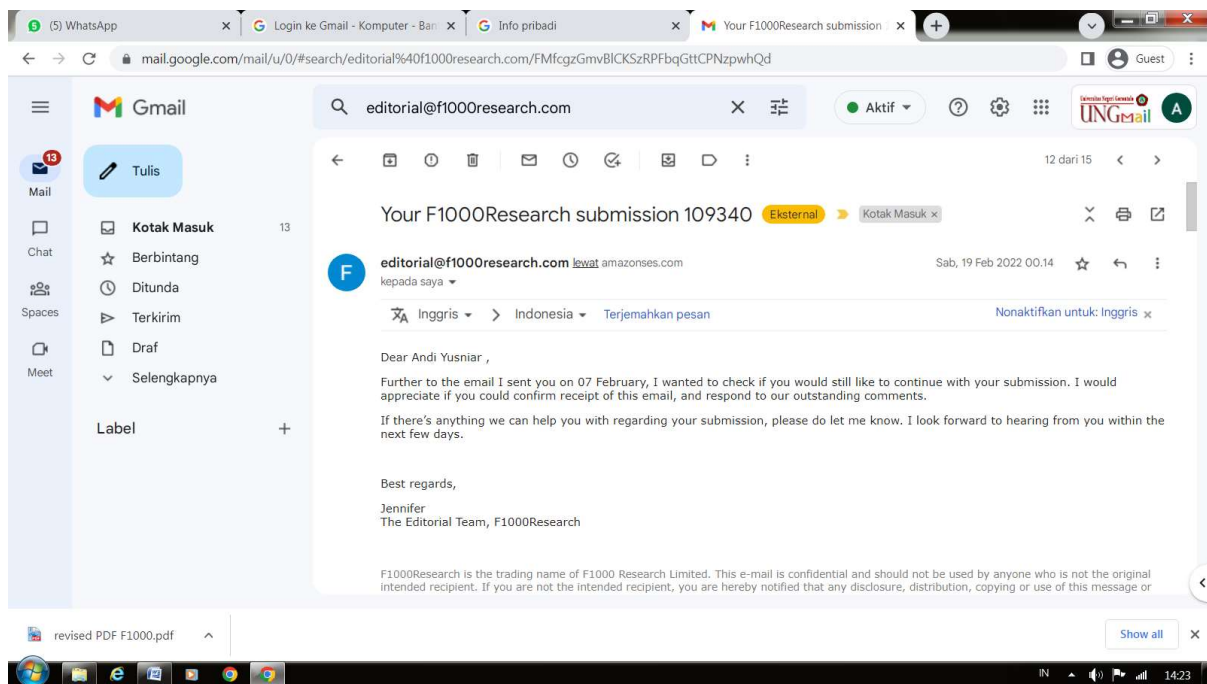 (5) WhatsApp
Login ke Gmail - Komputer - Ban
Info pribadi
Your F1000Research submission
mail.google.com/mail/u/0/#search/editorial%40f1000research.com/FMfcgzGmvBlCKSzRPFbqGttCPNzpwhQd
Guest
Gmail
editorial@f1000research.com
Aktif
Universitas Negeri Gorontalo
UNGMail
A
13
Mail
Chat
Spaces
Meet
Tulis
Kotak Masuk 13
Berbintang
Ditunda
Terkirim
Draf
Selengkapnya
Label
12 dari 15
Your F1000Research submission 109340 Eksternal Kotak Masuk ×
F
editorial@f1000research.com lewat amazonses.com
Sab, 19 Feb 2022 00.14
kepada saya
Inggris > Indonesia Terjemahkan pesan
Nonaktifkan untuk: Inggris ×
Dear Andi Yusniar ,
Further to the email I sent you on 07 February, I wanted to check if you would still like to continue with your submission. I would
appreciate if you could confirm receipt of this email, and respond to our outstanding comments.
If there's anything we can help you with regarding your submission, please do let me know. I look forward to hearing from you within the
next few days.
Best regards,
Jennifer
The Editorial Team, F1000Research
F1000Research is the trading name of F1000 Research Limited. This e-mail is confidential and should not be used by anyone who is not the original
intended recipient. If you are not the intended recipient, you are hereby notified that any disclosure, distribution, copying or use of this message or
revised PDF F1000.pdf
Show all
IN
14:23